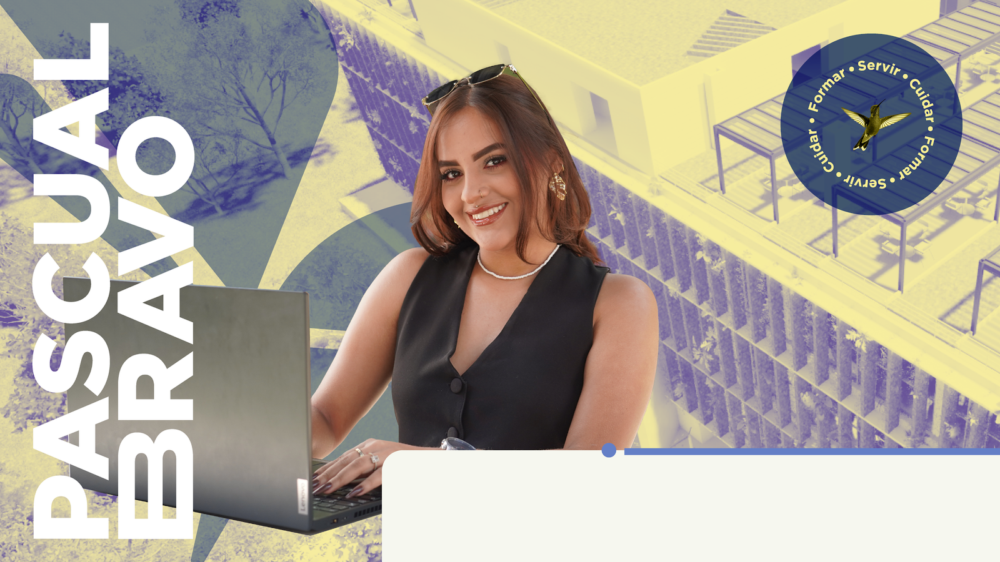 PASCUAL
BRAVO
Formar • Servir • Cuidar • Formar • Servir • Cuidar •
Lenovo